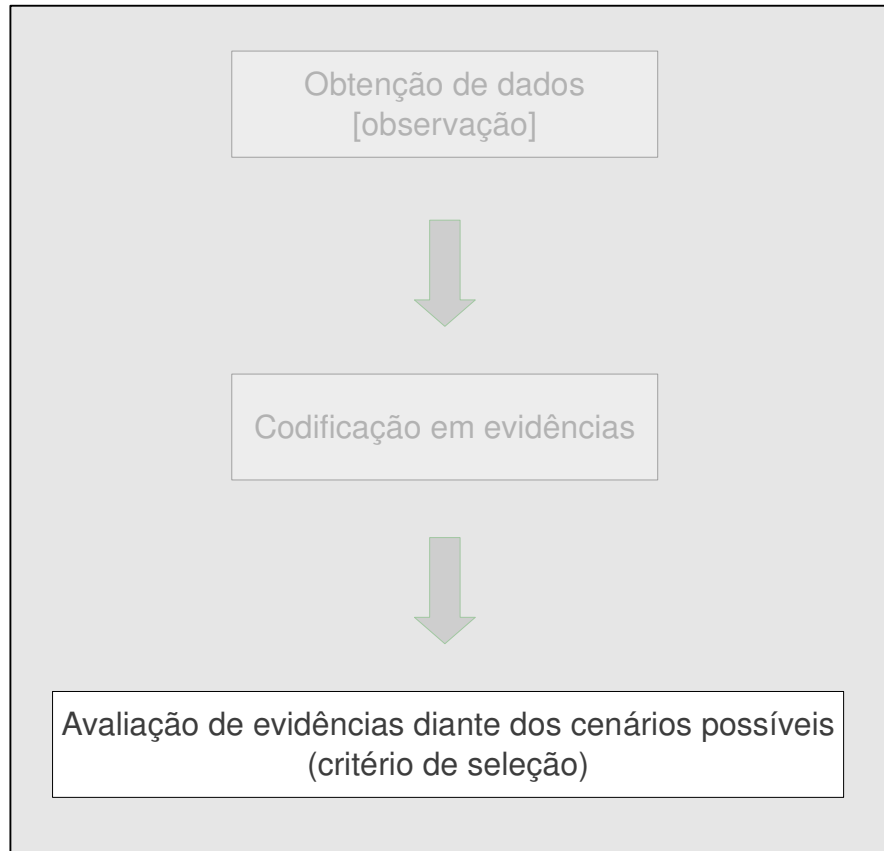 Obtenção de dados
[observação]
Codificação em evidências
Avaliação de evidências diante dos cenários possíveis
(critério de seleção)